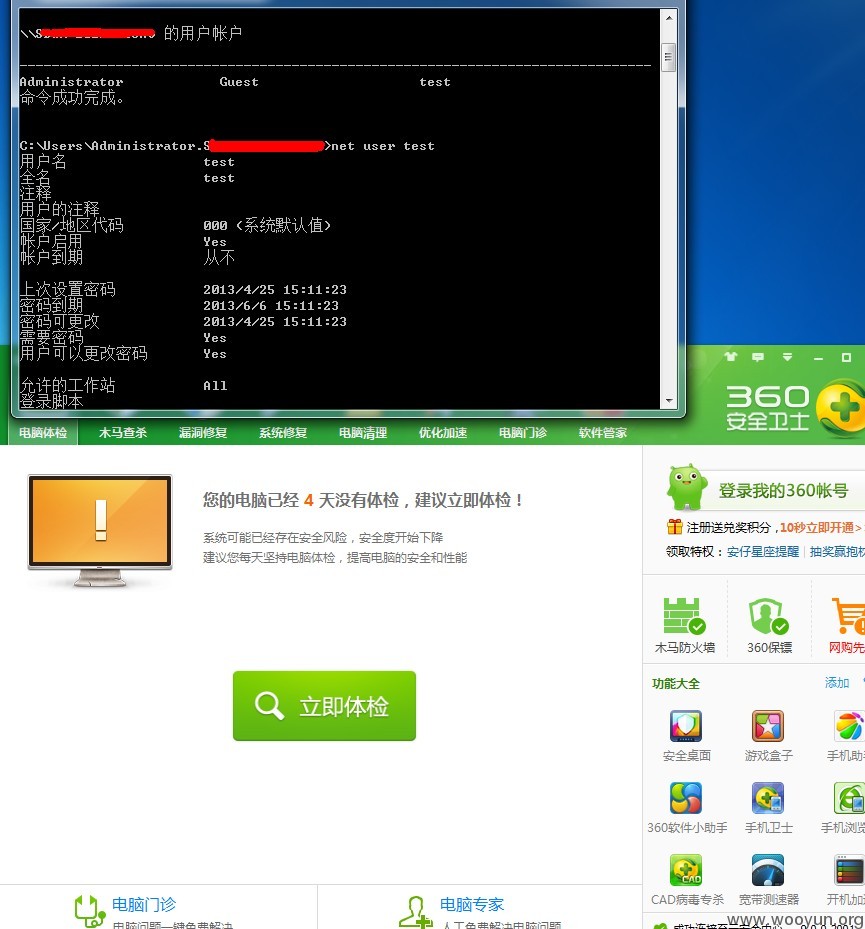 的用户帐户
Administrator Guest test
命令成功完成。
C:\Users\Administrator.S >net user test
用户名 test
全名 test
注释
用户的注释
国家/地区代码 000 (系统默认值)
帐户启用 Yes
帐户到期 从不
上次设置密码 2013/4/25 15:11:23
密码到期 2013/6/6 15:11:23
密码可更改 2013/4/25 15:11:23
需要密码 Yes
用户可以更改密码 Yes
允许的工作站 All
登录脚本
360
安全卫士
电脑体检 木马查杀 漏洞修复 系统修复 电脑清理 优化加速 电脑门诊 软件管家
您的电脑已经 4 天没有体检，建议立即体检！
系统可能已经存在安全风险，安全度开始下降
建议您每天坚持电脑体检，提高电脑的安全和性能
立即体检
登录我的360帐号
注册送兑奖积分，10秒立即开通>
领取特权：安仔星座提醒 | 抽奖赢抱枕
木马防火墙 360保镖 网购先
功能大全 添加
安全桌面 游戏盒子 手机助
360软件小助手 手机卫士 手机浏览
CAD
CAD病毒专杀 宽带测速器 开机加
电脑门诊
电脑问题一键免费解决
电脑专家
人工免费解决电脑问题
www.wooyun.org